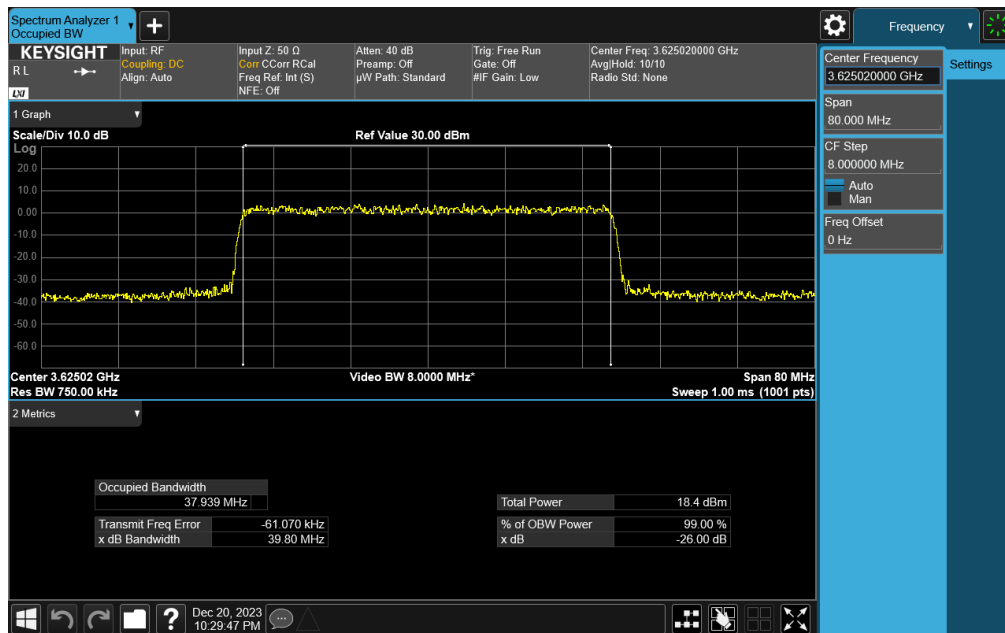 Spectrum Analyzer 1
Occupied BW
Frequency
KEYSIGHT
R L
LXI
Input: RF
Coupling: DC
Align: Auto
Input Z: 50 Ω
Corr CCorr RCal
Freq Ref: Int (S)
NFE: Off
Atten: 40 dB
Preamp: Off
µW Path: Standard
Trig: Free Run
Gate: Off
#IF Gain: Low
Center Freq: 3.625020000 GHz
Avg|Hold: 10/10
Radio Std: None
Center Frequency
3.625020000 GHz
Settings
Span
80.000 MHz
CF Step
8.000000 MHz
Auto
Man
Freq Offset
0 Hz
1 Graph
Scale/Div 10.0 dB
Ref Value 30.00 dBm
Log
20.0
10.0
0.00
-10.0
-20.0
-30.0
-40.0
-50.0
-60.0
Center 3.62502 GHz
Video BW 8.0000 MHz*
Span 80 MHz
Res BW 750.00 kHz
Sweep 1.00 ms (1001 pts)
2 Metrics
Occupied Bandwidth
37.939 MHz
Total Power 18.4 dBm
Transmit Freq Error -61.070 kHz
% of OBW Power 99.00 %
x dB Bandwidth 39.80 MHz
x dB -26.00 dB
Dec 20, 2023
10:29:47 PM